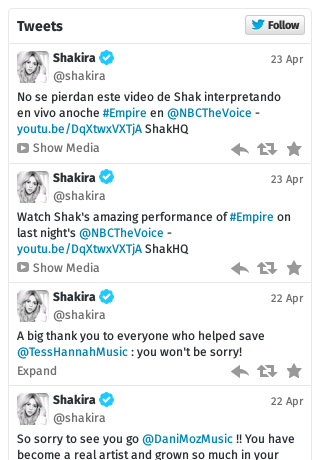 Tweets
Follow
Shakira
23 Apr
@shakira
No se pierdan este video de Shak interpretando
en vivo anoche #Empire en @NBCTheVoice -
youtu.be/DqXtwxVXTjA ShakHQ
Show Media
Shakira
23 Apr
@shakira
Watch Shak's amazing performance of #Empire on
last night's @NBCTheVoice -
youtu.be/DqXtwxVXTjA ShakHQ
Show Media
Shakira
22 Apr
@shakira
A big thank you to everyone who helped save
@TessHannahMusic : you won't be sorry!
Expand
Shakira
22 Apr
@shakira
So sorry to see you go @DaniMozMusic !! You have
become a real artist and grown so much in your